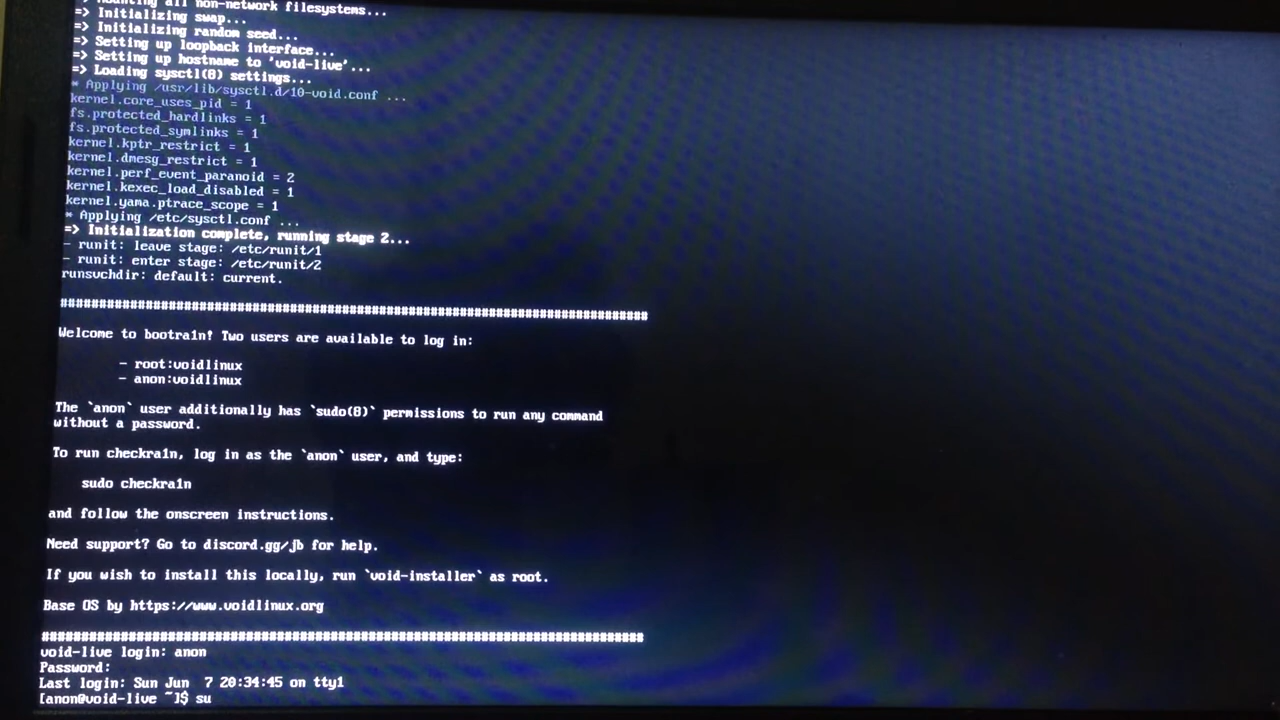 Mounting all non-network filesystems...
=> Initializing swap...
=> Initializing random seed...
=> Setting up loopback interface...
=> Setting up hostname to 'void-live'...
=> Loading sysctl(8) settings...
* Applying /usr/lib/sysctl.d/10-void.conf ...
kernel.core_uses_pid = 1
fs.protected_hardlinks = 1
fs.protected_symlinks = 1
kernel.kptr_restrict = 1
kernel.dmesg_restrict = 1
kernel.perf_event_paranoid = 2
kernel.kexec_load_disabled = 1
kernel.yama.ptrace_scope = 1
* Applying /etc/sysctl.conf ...
=> Initialization complete, running stage 2...
- runit: leave stage: /etc/runit/1
- runit: enter stage: /etc/runit/2
runsvchdir: default: current.
################################################################################
Welcome to bootra1n! Two users are available to log in:
- root:voidlinux
- anon:voidlinux
The `anon` user additionally has `sudo(8)` permissions to run any command
without a password.
To run checkra1n, log in as the `anon` user, and type:
sudo checkra1n
and follow the onscreen instructions.
Need support? Go to discord.gg/jb for help.
If you wish to install this locally, run `void-installer` as root.
Base OS by https://www.voidlinux.org
################################################################################
void-live login: anon
Password:
Last login: Sun Jun  7 20:34:45 on tty1
[anon@void-live ~]$ su